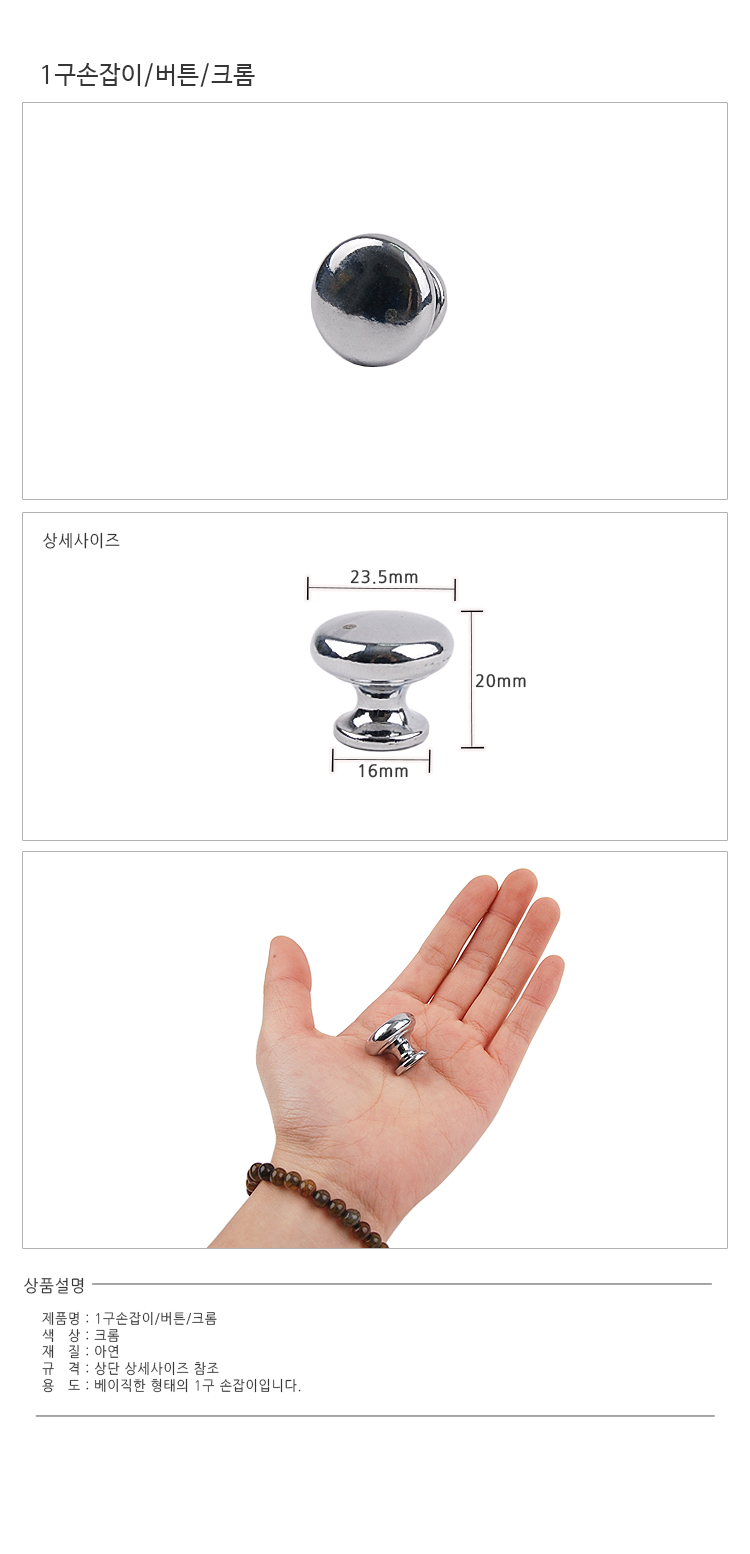 1구손잡이/버튼/크롬
상세사이즈
23.5mm
20mm
16mm
상품설명
제품명 : 1구손잡이/버튼/크롬
색 상 : 크롬
재 질 : 아연
규 격 : 상단 상세사이즈 참조
용 도 : 베이직한 형태의 1구 손잡이입니다.